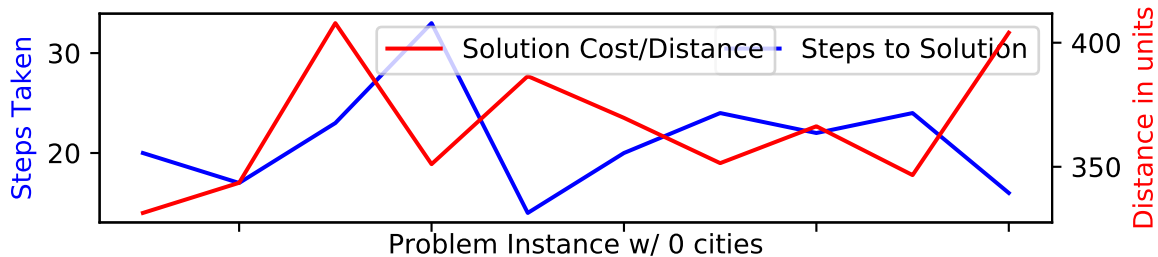 Steps Taken
30
20
Solution Cost/Distance
Steps to Solution
400
350
Distance in units
Problem Instance w/ 0 cities